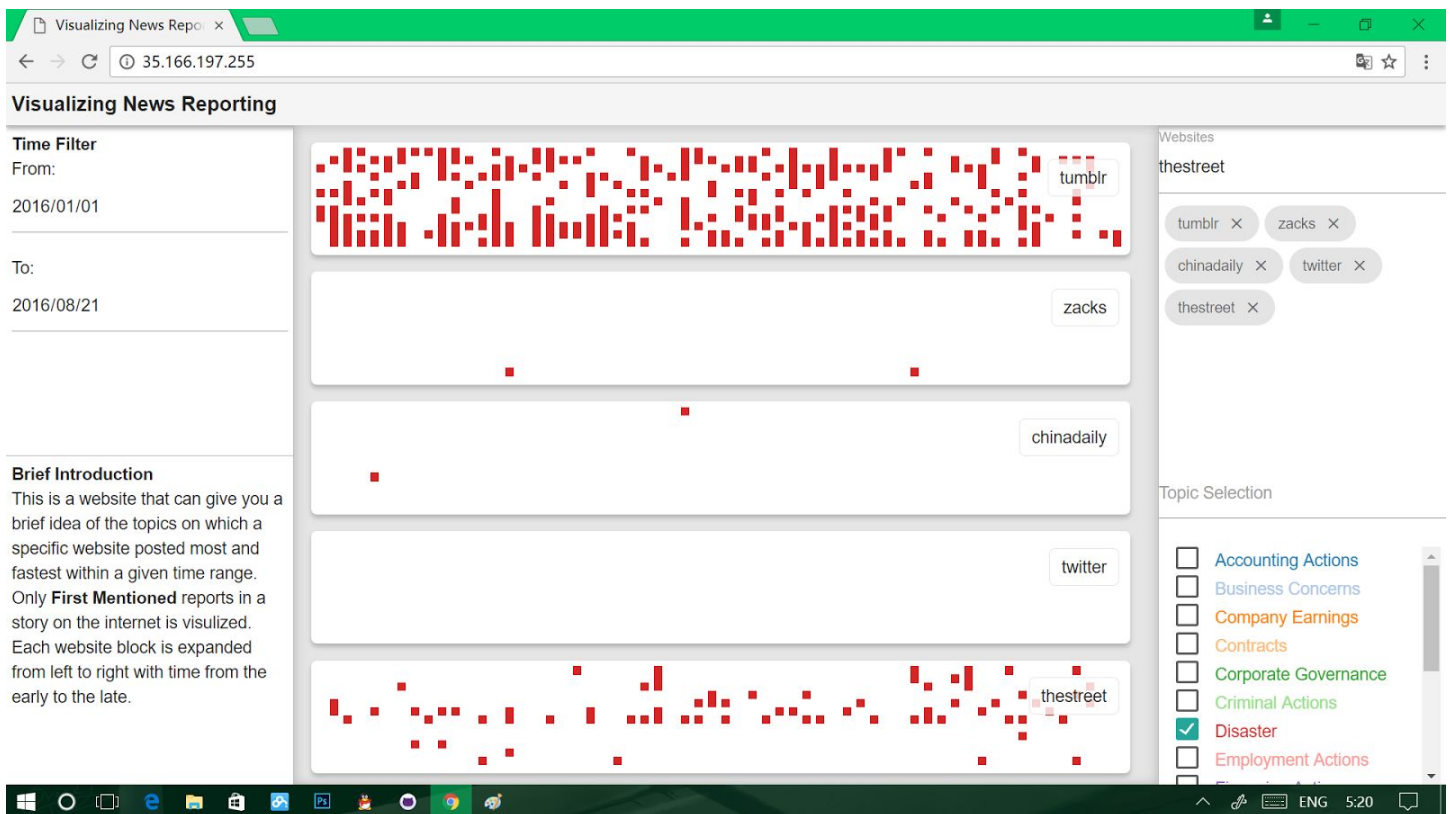 Visualizing News Repo
35.166.197.255
Visualizing News Reporting
Time Filter
From:
2016/01/01
To:
2016/08/21
Brief Introduction
This is a website that can give you a
brief idea of the topics on which a
specific website posted most and
fastest within a given time range.
Only First Mentioned reports in a
story on the internet is visulized.
Each website block is expanded
from left to right with time from the
early to the late.
tumblr
zacks
chinadaily
twitter
thestreet
Websites
thestreet
tumblr × zacks ×
chinadaily × twitter ×
thestreet ×
Topic Selection
Accounting Actions
Business Concerns
Company Earnings
Contracts
Corporate Governance
Criminal Actions
Disaster
Employment Actions
Ps
ENG 5:20